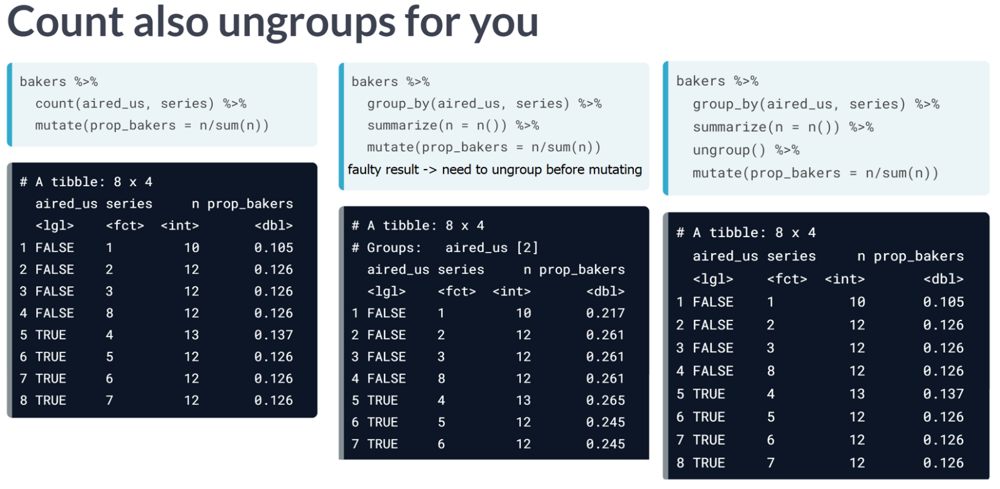 Count also ungroups for you
bakers %>%
  count(aired_us, series) %>%
  mutate(prop_bakers = n/sum(n))
# A tibble: 8 x 4
  aired_us series     n prop_bakers
  <lgl>    <fct>  <int>       <dbl>
1 FALSE    1         10       0.105
2 FALSE    2         12       0.126
3 FALSE    3         12       0.126
4 FALSE    8         12       0.126
5 TRUE     4         13       0.137
6 TRUE     5         12       0.126
7 TRUE     6         12       0.126
8 TRUE     7         12       0.126
bakers %>%
  group_by(aired_us, series) %>%
  summarize(n = n()) %>%
  mutate(prop_bakers = n/sum(n))
faulty result -> need to ungroup before mutating
# A tibble: 8 x 4
# Groups:   aired_us [2]
  aired_us series     n prop_bakers
  <lgl>    <fct>  <int>       <dbl>
1 FALSE    1         10       0.217
2 FALSE    2         12       0.261
3 FALSE    3         12       0.261
4 FALSE    8         12       0.261
5 TRUE     4         13       0.265
6 TRUE     5         12       0.245
7 TRUE     6         12       0.245
bakers %>%
  group_by(aired_us, series) %>%
  summarize(n = n()) %>%
  ungroup() %>%
  mutate(prop_bakers = n/sum(n))
# A tibble: 8 x 4
  aired_us series     n prop_bakers
  <lgl>    <fct>  <int>       <dbl>
1 FALSE    1         10       0.105
2 FALSE    2         12       0.126
3 FALSE    3         12       0.126
4 FALSE    8         12       0.126
5 TRUE     4         13       0.137
6 TRUE     5         12       0.126
7 TRUE     6         12       0.126
8 TRUE     7         12       0.126